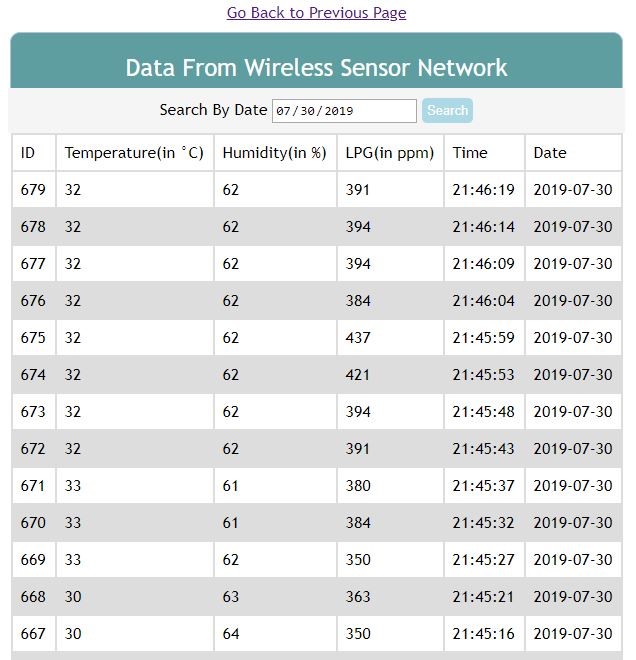 Go Back to Previous Page
Data From Wireless Sensor Network
Search By Date 07/30/2019 Search
ID Temperature(in °C) Humidity(in %) LPG(in ppm) Time Date
679 32 62 391 21:46:19 2019-07-30
678 32 62 394 21:46:14 2019-07-30
677 32 62 394 21:46:09 2019-07-30
676 32 62 384 21:46:04 2019-07-30
675 32 62 437 21:45:59 2019-07-30
674 32 62 421 21:45:53 2019-07-30
673 32 62 394 21:45:48 2019-07-30
672 32 62 391 21:45:43 2019-07-30
671 33 61 380 21:45:37 2019-07-30
670 33 61 384 21:45:32 2019-07-30
669 33 62 350 21:45:27 2019-07-30
668 30 63 363 21:45:21 2019-07-30
667 30 64 350 21:45:16 2019-07-30